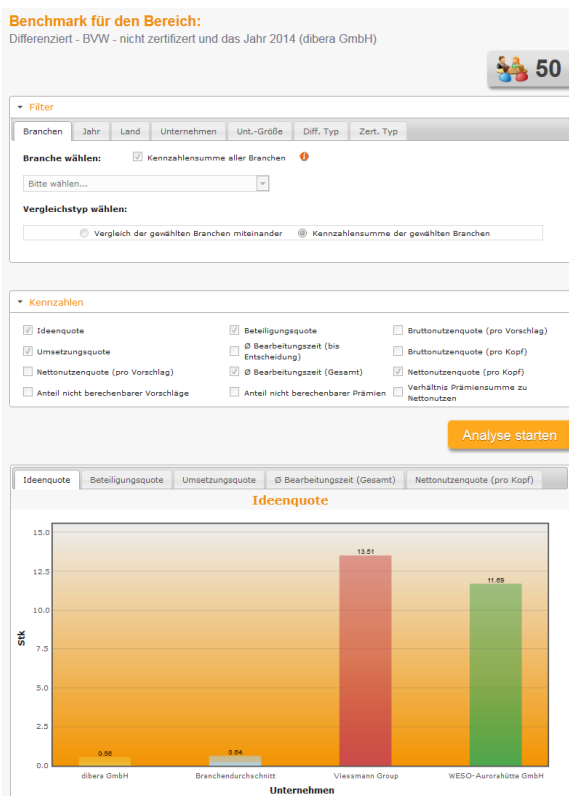 Benchmark für den Bereich:
Differenziert - BVW - nicht zertifizert und das Jahr 2014 (dibera GmbH)
50
Filter
Branchen Jahr Land Unternehmen Unt.-Größe Diff. Typ Zert. Typ
Branche wählen: Kennzahlensumme aller Branchen
Bitte wählen...
Vergleichstyp wählen:
Vergleich der gewählten Branchen miteinander Kennzahlensumme der gewählten Branchen
Kennzahlen
Ideenquote Beteiligungsquote Bruttonutzenquote (pro Vorschlag)
Umsetzungsquote Ø Bearbeitungszeit (bis Entscheidung) Bruttonutzenquote (pro Kopf)
Nettonutzenquote (pro Vorschlag) Ø Bearbeitungszeit (Gesamt) Nettonutzenquote (pro Kopf)
Anteil nicht berechenbarer Vorschläge Anteil nicht berechenbarer Prämien Verhältnis Prämiensumme zu Nettonutzen
Analyse starten
Ideenquote Beteiligungsquote Umsetzungsquote Ø Bearbeitungszeit (Gesamt) Nettonutzenquote (pro Kopf)
Ideenquote
15.0
13.51
12.5
11.69
10.0
Stk
7.5
5.0
2.5
0.56 0.64
0.0
dibera GmbH Branchendurchschnitt Viessmann Group WESO-Aurorahütte GmbH
Unternehmen